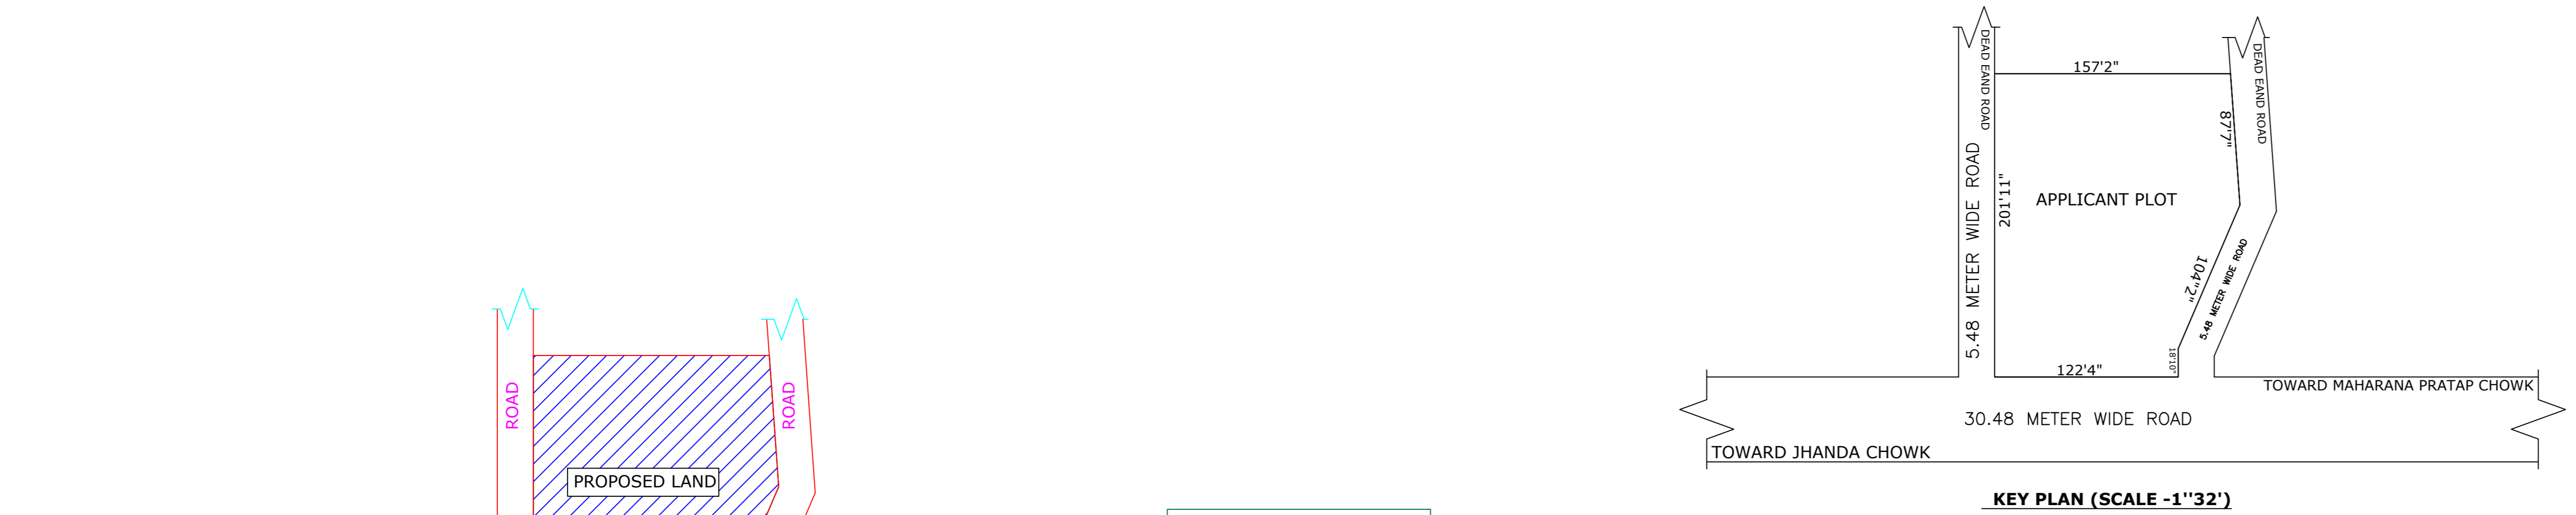 ROAD
ROAD
PROPOSED LAND
DEAD EAND ROAD
DEAD EAND ROAD
157'2"
87'7"
5.48 METER WIDE ROAD
201'11"
APPLICANT PLOT
104'2"
5.48 METER WIDE ROAD
18'10"
122'4"
TOWARD MAHARANA PRATAP CHOWK
30.48 METER WIDE ROAD
TOWARD JHANDA CHOWK
KEY PLAN (SCALE -1''32')